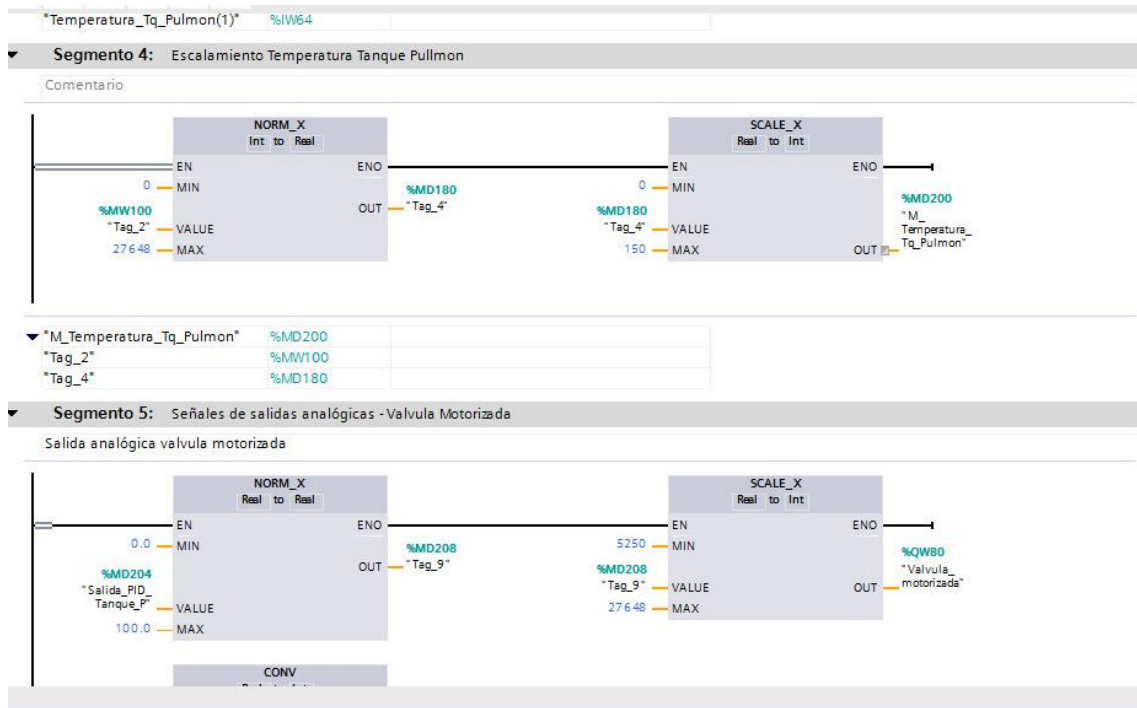 "Temperatura_Tq_Pulmon(1)" %IW64
Segmento 4: Escalamiento Temperatura Tanque Pullmon
Comentario
NORM_X SCALE_X
Int to Real Real to Int
EN ENO EN ENO
0 MIN 0 MIN
%MD180 %MD200
OUT "Tag_4" "M_
%MW100 %MD180 Temperatura_
"Tag_2" VALUE "Tag_4" VALUE Tq_Pulmon"
27648 MAX 150 MAX OUT
"M_Temperatura_Tq_Pulmon" %MD200
"Tag_2" %MW100
"Tag_4" %MD180
Segmento 5: Señales de salidas analógicas - Valvula Motorizada
Salida analógica valvula motorizada
NORM_X SCALE_X
Real to Real Real to Int
EN ENO EN ENO
0.0 MIN 5250 MIN
%MD208 %QW80
OUT "Tag_9" "Valvula_
%MD204 %MD208 motorizada"
"Salida_PID_ "Tag_9" VALUE OUT
Tanque_P" VALUE 27648 MAX
100.0 MAX
CONV